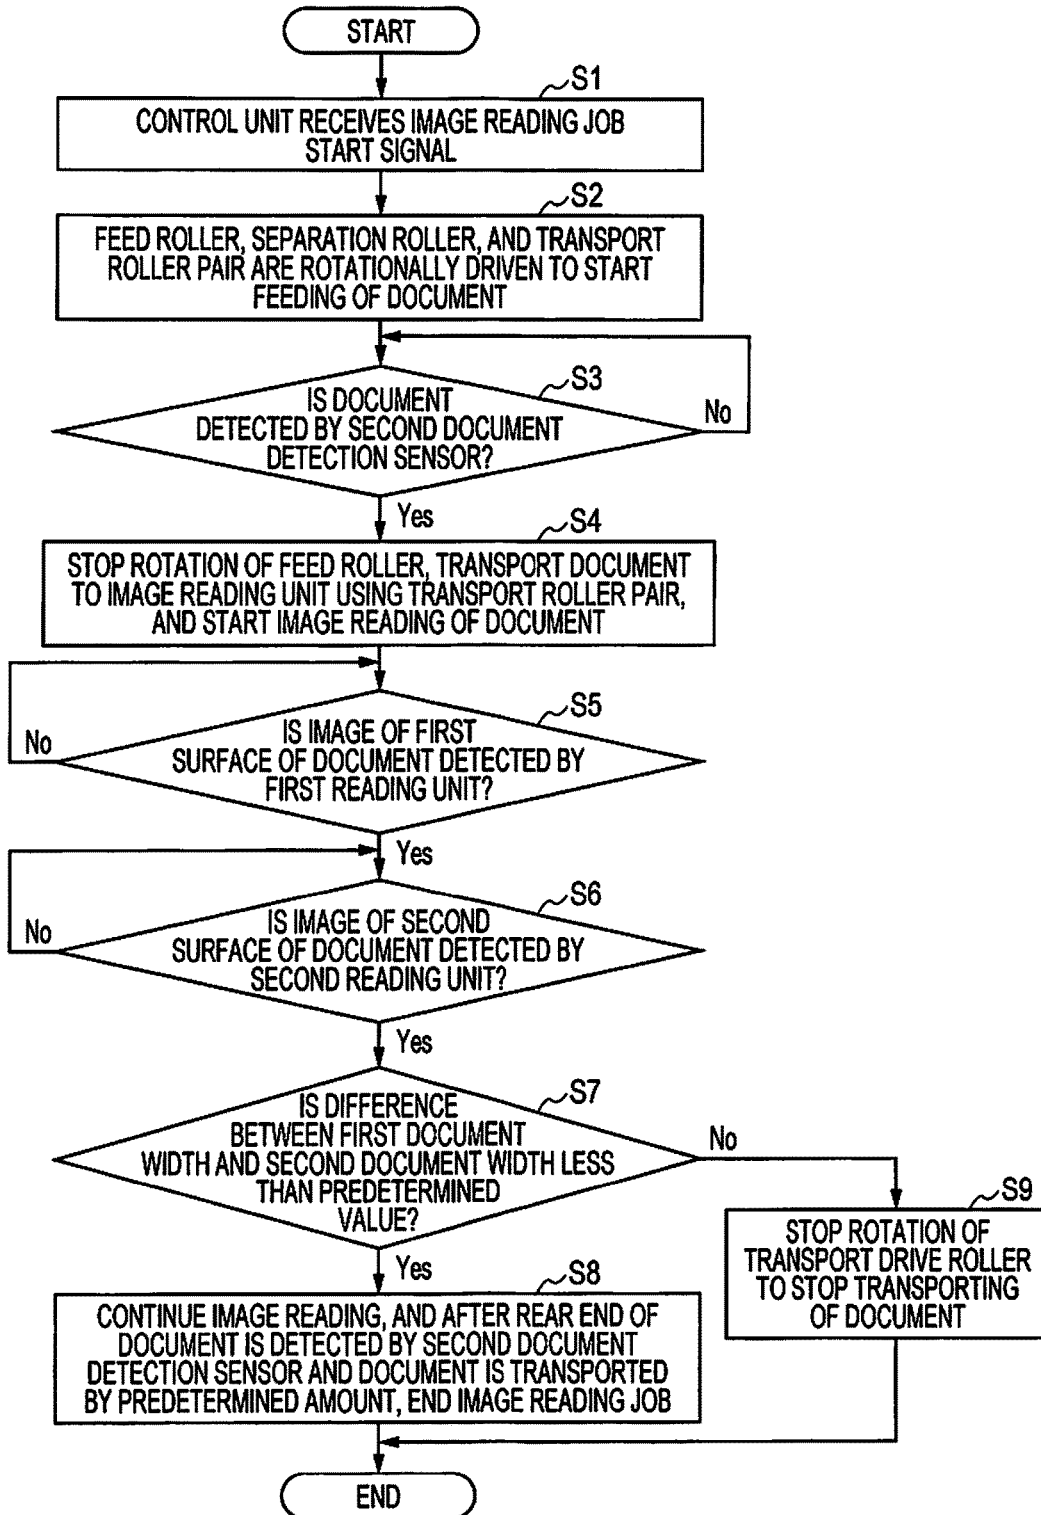 START
S1
CONTROL UNIT RECEIVES IMAGE READING JOB
START SIGNAL
S2
FEED ROLLER, SEPARATION ROLLER, AND TRANSPORT
ROLLER PAIR ARE ROTATIONALLY DRIVEN TO START
FEEDING OF DOCUMENT
S3
IS DOCUMENT
DETECTED BY SECOND DOCUMENT
DETECTION SENSOR?
No
Yes
S4
STOP ROTATION OF FEED ROLLER, TRANSPORT DOCUMENT
TO IMAGE READING UNIT USING TRANSPORT ROLLER PAIR,
AND START IMAGE READING OF DOCUMENT
S5
IS IMAGE OF FIRST
SURFACE OF DOCUMENT DETECTED BY
FIRST READING UNIT?
No
Yes
S6
IS IMAGE OF SECOND
SURFACE OF DOCUMENT DETECTED BY
SECOND READING UNIT?
No
Yes
S7
IS DIFFERENCE
BETWEEN FIRST DOCUMENT
WIDTH AND SECOND DOCUMENT WIDTH LESS
THAN PREDETERMINED
VALUE?
No
Yes
S9
STOP ROTATION OF
TRANSPORT DRIVE ROLLER
TO STOP TRANSPORTING
OF DOCUMENT
S8
CONTINUE IMAGE READING, AND AFTER REAR END OF
DOCUMENT IS DETECTED BY SECOND DOCUMENT
DETECTION SENSOR AND DOCUMENT IS TRANSPORTED
BY PREDETERMINED AMOUNT, END IMAGE READING JOB
END